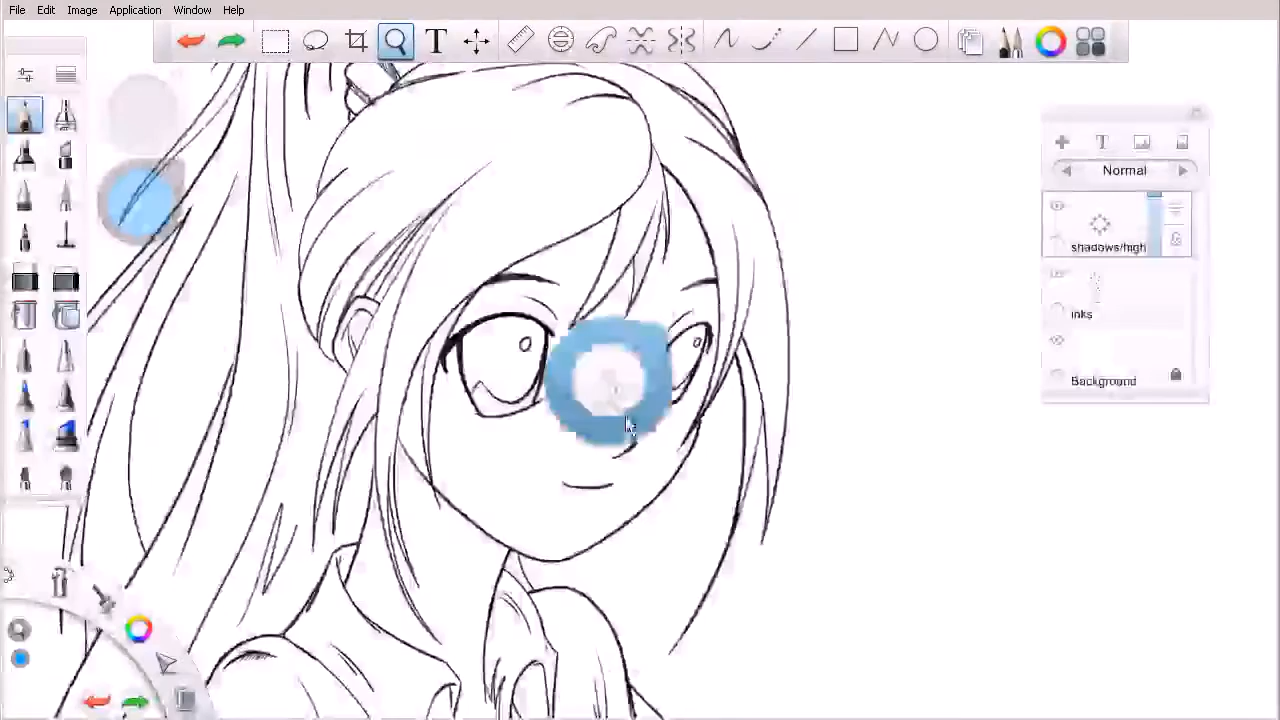 File Edit Image Application Window Help
T
T
Normal
shadows/high
inks
Background